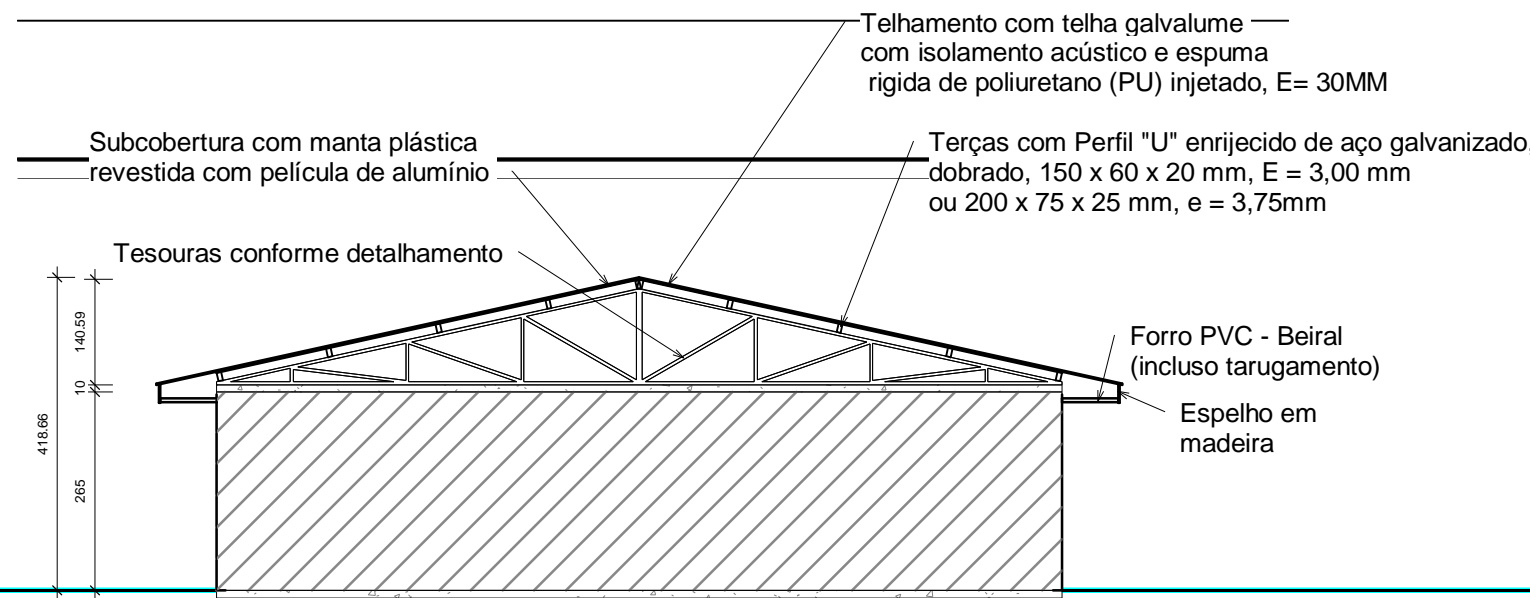 Telhamento com telha galvalume
com isolamento acústico e espuma
rigida de poliuretano (PU) injetado, E= 30MM
Subcobertura com manta plástica
revestida com película de alumínio
Terças com Perfil "U" enrijecido de aço galvanizado,
dobrado, 150 x 60 x 20 mm, E = 3,00 mm
ou 200 x 75 x 25 mm, e = 3,75mm
Tesouras conforme detalhamento
Forro PVC - Beiral
(incluso tarugamento)
Espelho em
madeira
140.59
10
418.66
265